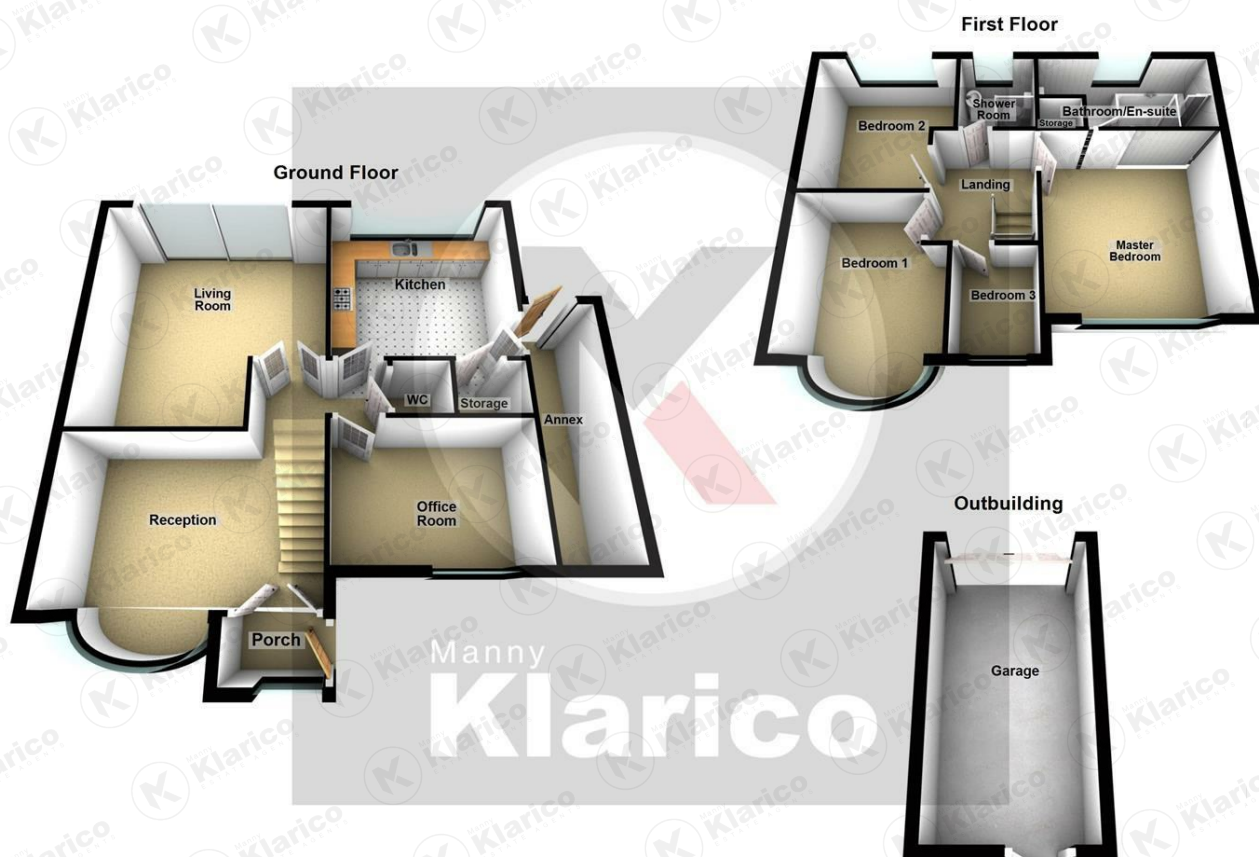 First Floor
Bedroom 2
Shower
Room
Storage
Bathroom/En-suite
Landing
Bedroom 1
Bedroom 3
Master
Bedroom
Ground Floor
Living
Room
Kitchen
WC
Storage
Annex
Reception
Office
Room
Porch
Outbuilding
Garage
Manny
Klarico